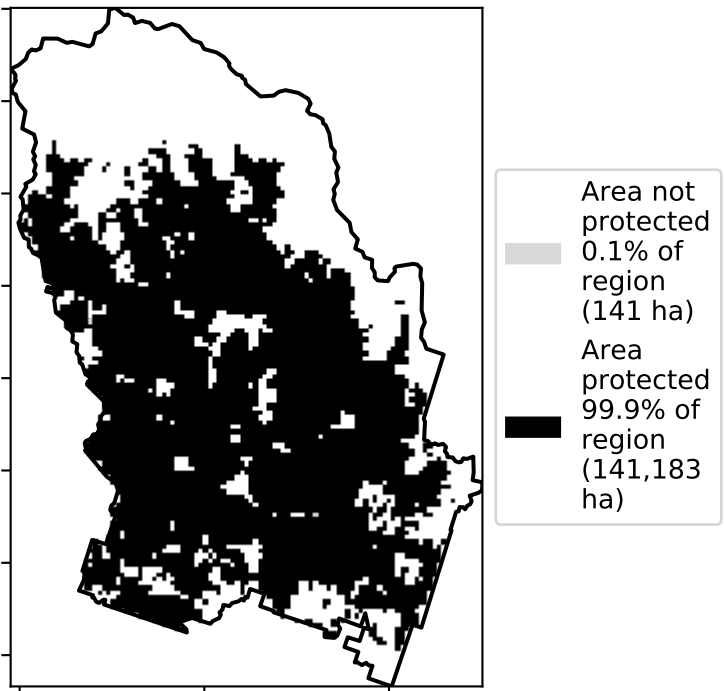 Area not
protected
0.1% of
region
(141 ha)
Area
protected
99.9% of
region
(141,183
ha)